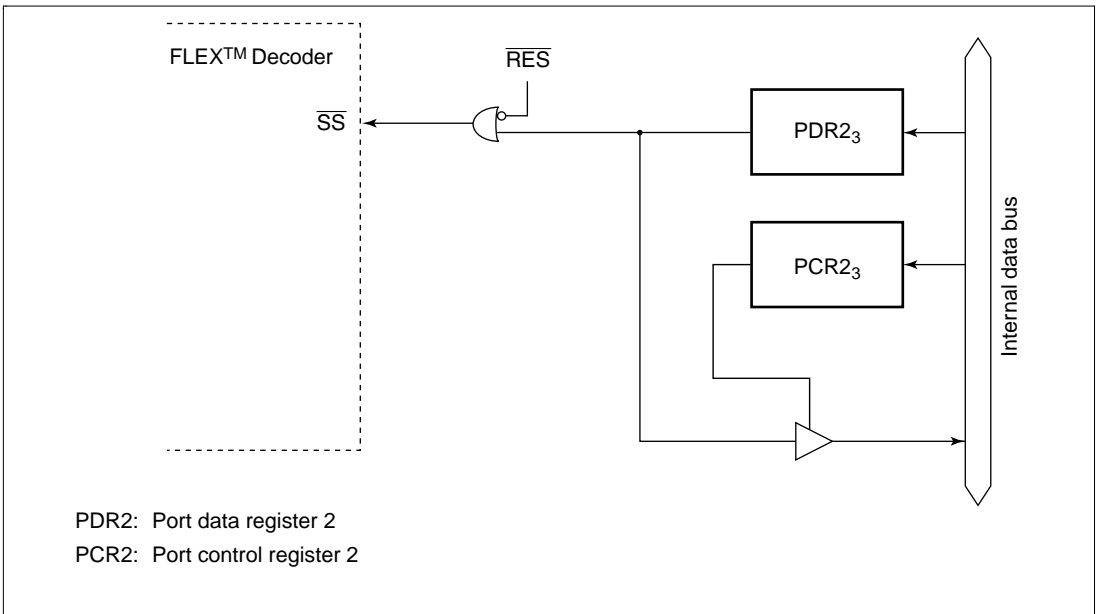 FLEX™ Decoder
RES
SS
PDR2₃
PCR2₃
Internal data bus
PDR2: Port data register 2
PCR2: Port control register 2